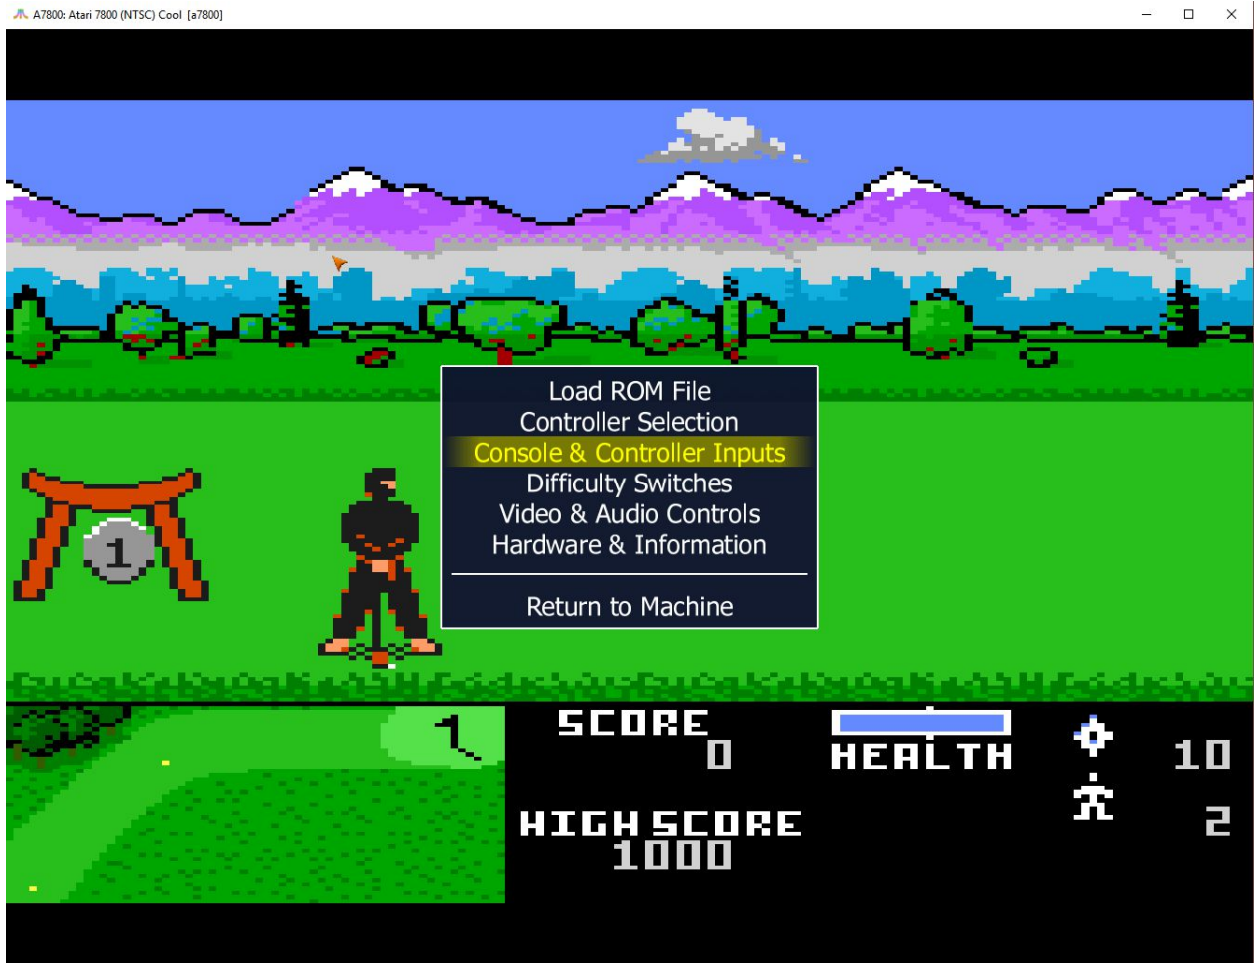 A7800: Atari 7800 (NTSC) Cool [a7800]
Load ROM File
Controller Selection
Console & Controller Inputs
Difficulty Switches
Video & Audio Controls
Hardware & Information
Return to Machine
1
1
SCORE
0
HEALTH
10
2
HIGH SCORE
1000